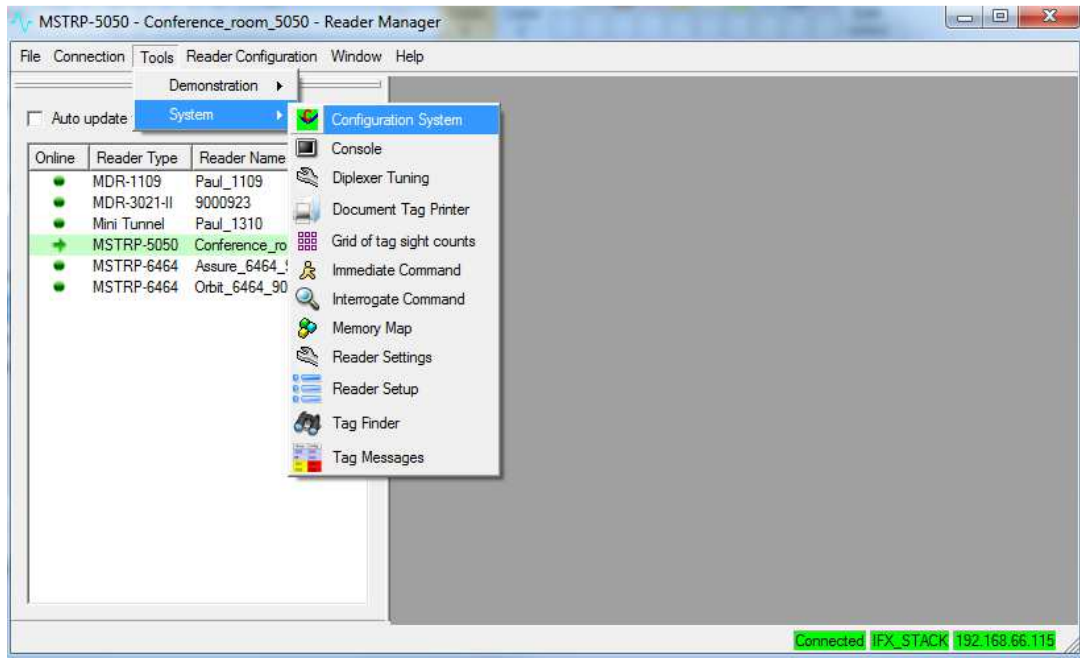 MSTRP-5050 - Conference_room_5050 - Reader Manager
File Connection Tools Reader Configuration Window Help
Demonstration
Auto update
System
Configuration System
Console
Diplexer Tuning
Document Tag Printer
Grid of tag sight counts
Immediate Command
Interrogate Command
Memory Map
Reader Settings
Reader Setup
Tag Finder
Tag Messages
Online Reader Type Reader Name
MDR-1109 Paul_1109
MDR-3021-II 9000923
Mini Tunnel Paul_1310
MSTRP-5050 Conference_ro
MSTRP-6464 Assure_6464_
MSTRP-6464 Orbit_6464_90
Connected IFX_STACK 192.168.66.115